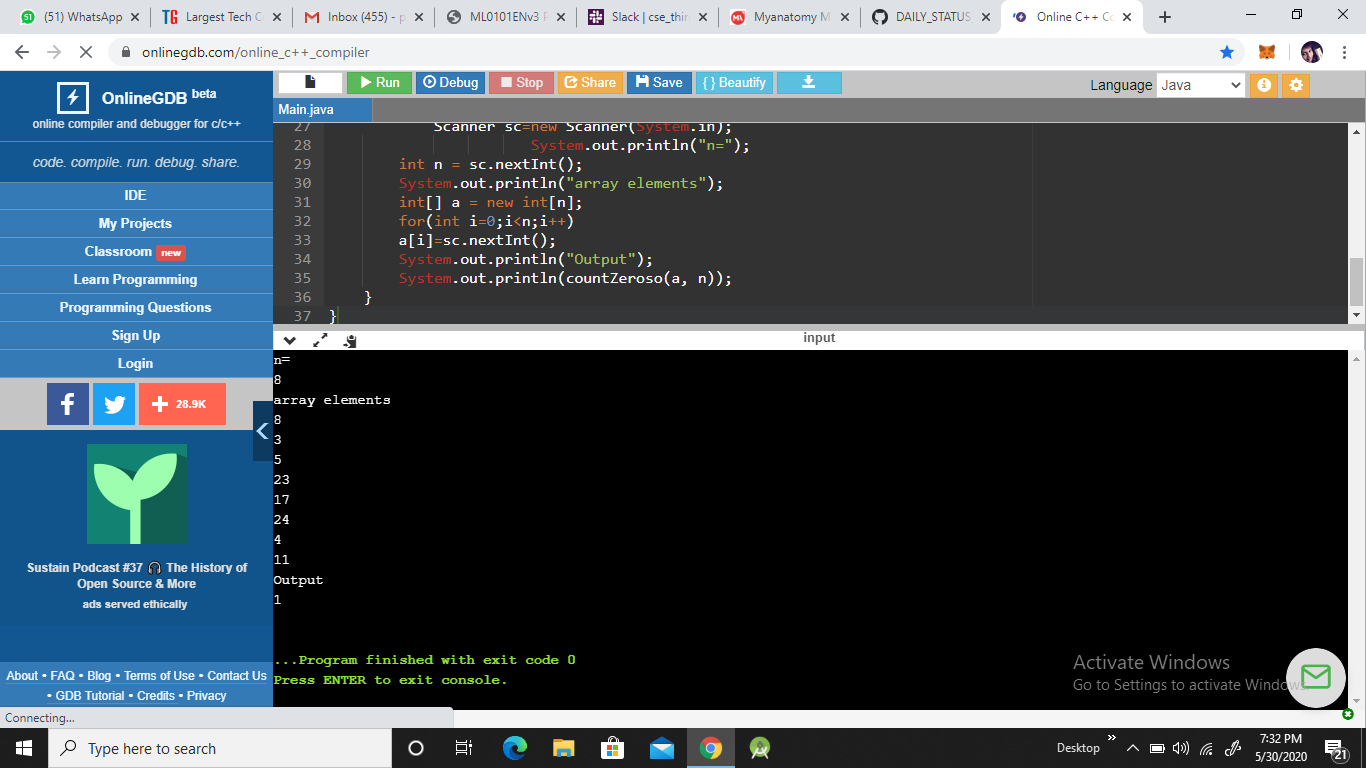 (51) WhatsApp
Largest Tech C
Inbox (455) - p
ML0101ENv3 F
Slack | cse_thi
Myanatomy M
DAILY_STATUS
Online C++ Co
onlinegdb.com/online_c++_compiler
OnlineGDB beta
online compiler and debugger for c/c++
code. compile. run. debug. share.
IDE
My Projects
Classroom new
Learn Programming
Programming Questions
Sign Up
Login
28.9K
Sustain Podcast #37 🎧 The History of
Open Source & More
ads served ethically
About • FAQ • Blog • Terms of Use • Contact Us
• GDB Tutorial • Credits • Privacy
Connecting...
Run
Debug
Stop
Share
Save
{ } Beautify
Language Java
Main.java
27 Scanner sc=new Scanner(System.in);
28 System.out.println("n=");
29 int n = sc.nextInt();
30 System.out.println("array elements");
31 int[] a = new int[n];
32 for(int i=0;i<n;i++)
33 a[i]=sc.nextInt();
34 System.out.println("Output");
35 System.out.println(countZeroso(a, n));
36 }
37 }
input
n=
8
array elements
8
3
5
23
17
24
4
11
Output
1
...Program finished with exit code 0
Press ENTER to exit console.
Activate Windows
Go to Settings to activate Windows.
Type here to search
Desktop
7:32 PM
5/30/2020
21